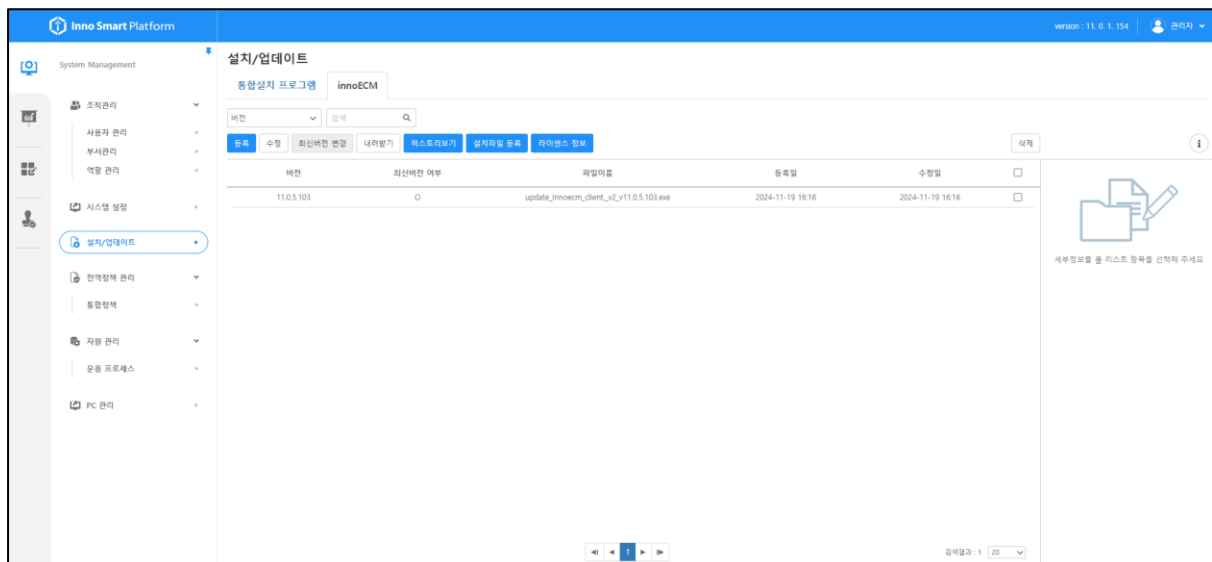 Inno Smart Platform
version : 11. 0. 1. 154
관리자
System Management
조직관리
사용자 관리
부서관리
역할 관리
시스템 설정
설치/업데이트
전역정책 관리
통합정책
자원 관리
운용 프로세스
PC 관리
설치/업데이트
통합설치 프로그램 innoECM
버전 검색
등록 수정 최신버전 변경 내려받기 히스토리보기 설치파일 등록 라이센스 정보 삭제
버전 최신버전 여부 파일이름 등록일 수정일
11.0.5.103 O update_innoecm_client_v2_v11.0.5.103.exe 2024-11-19 16:16 2024-11-19 16:16
세부정보를 볼 리스트 항목을 선택해 주세요
1
검색결과 : 1 20